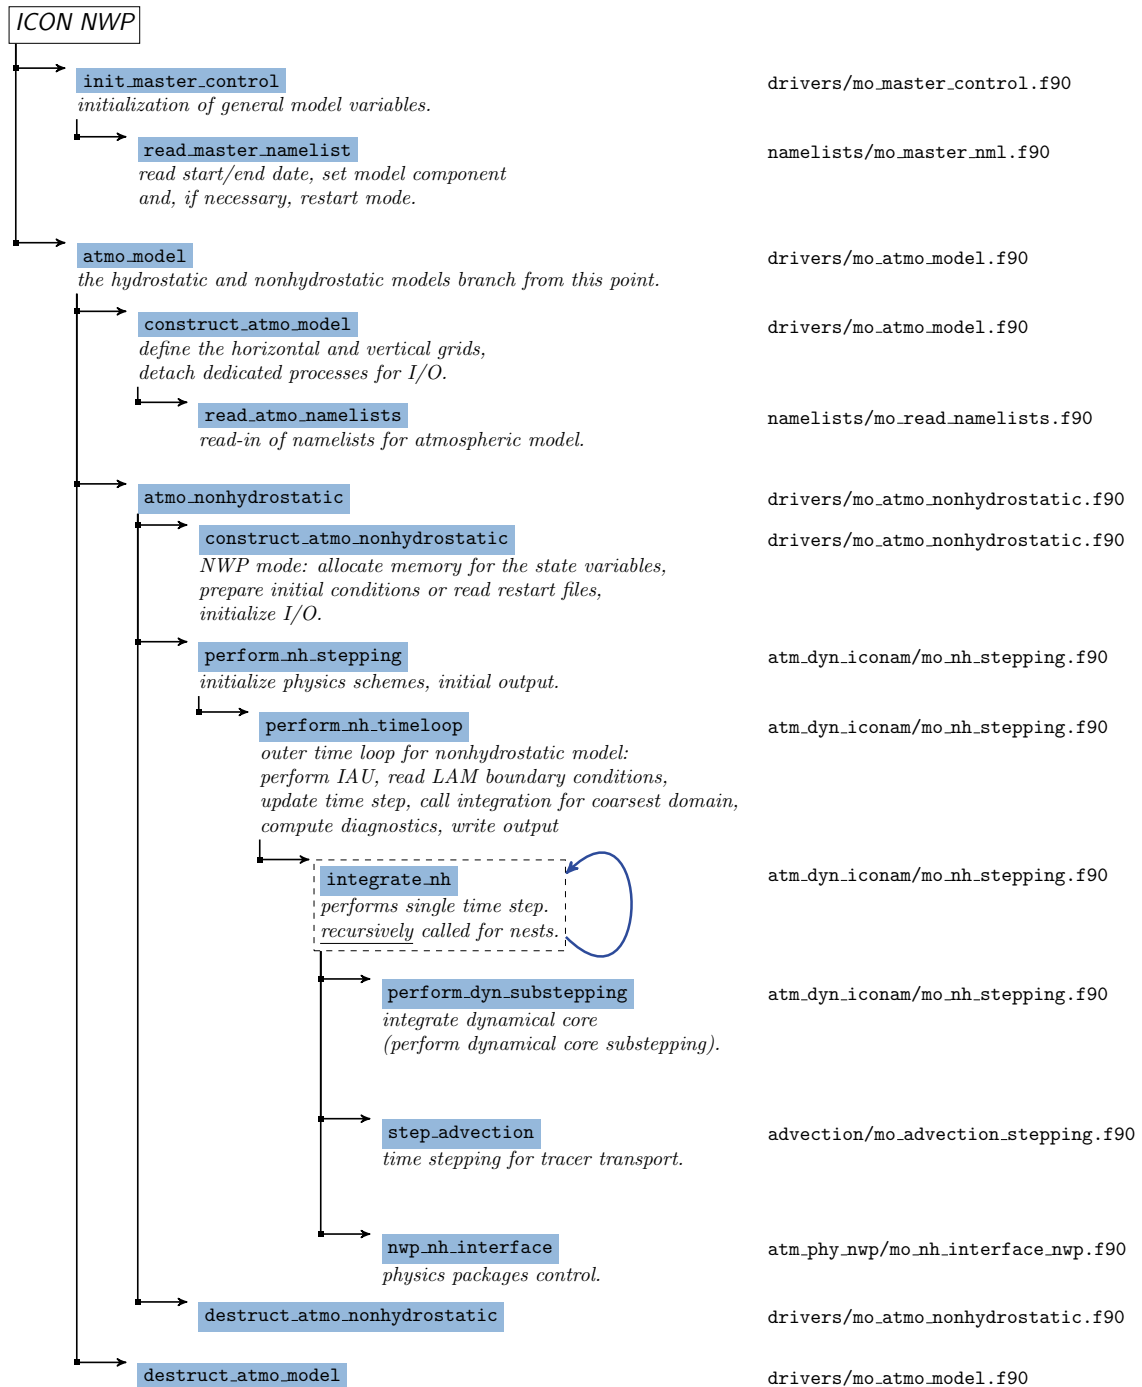 ICON NWP
init_master_control drivers/mo_master_control.f90
initialization of general model variables.
read_master_namelist namelists/mo_master_nml.f90
read start/end date, set model component
and, if necessary, restart mode.
atmo_model drivers/mo_atmo_model.f90
the hydrostatic and nonhydrostatic models branch from this point.
construct_atmo_model drivers/mo_atmo_model.f90
define the horizontal and vertical grids,
detach dedicated processes for I/O.
read_atmo_namelists namelists/mo_read_namelists.f90
read-in of namelists for atmospheric model.
atmo_nonhydrostatic drivers/mo_atmo_nonhydrostatic.f90
construct_atmo_nonhydrostatic drivers/mo_atmo_nonhydrostatic.f90
NWP mode: allocate memory for the state variables,
prepare initial conditions or read restart files,
initialize I/O.
perform_nh_stepping atm_dyn_iconam/mo_nh_stepping.f90
initialize physics schemes, initial output.
perform_nh_timeloop atm_dyn_iconam/mo_nh_stepping.f90
outer time loop for nonhydrostatic model:
perform IAU, read LAM boundary conditions,
update time step, call integration for coarsest domain,
compute diagnostics, write output
integrate_nh atm_dyn_iconam/mo_nh_stepping.f90
performs single time step.
recursively called for nests.
perform_dyn_substepping atm_dyn_iconam/mo_nh_stepping.f90
integrate dynamical core
(perform dynamical core substepping).
step_advection advection/mo_advection_stepping.f90
time stepping for tracer transport.
nwp_nh_interface atm_phy_nwp/mo_nh_interface_nwp.f90
physics packages control.
destruct_atmo_nonhydrostatic drivers/mo_atmo_nonhydrostatic.f90
destruct_atmo_model drivers/mo_atmo_model.f90